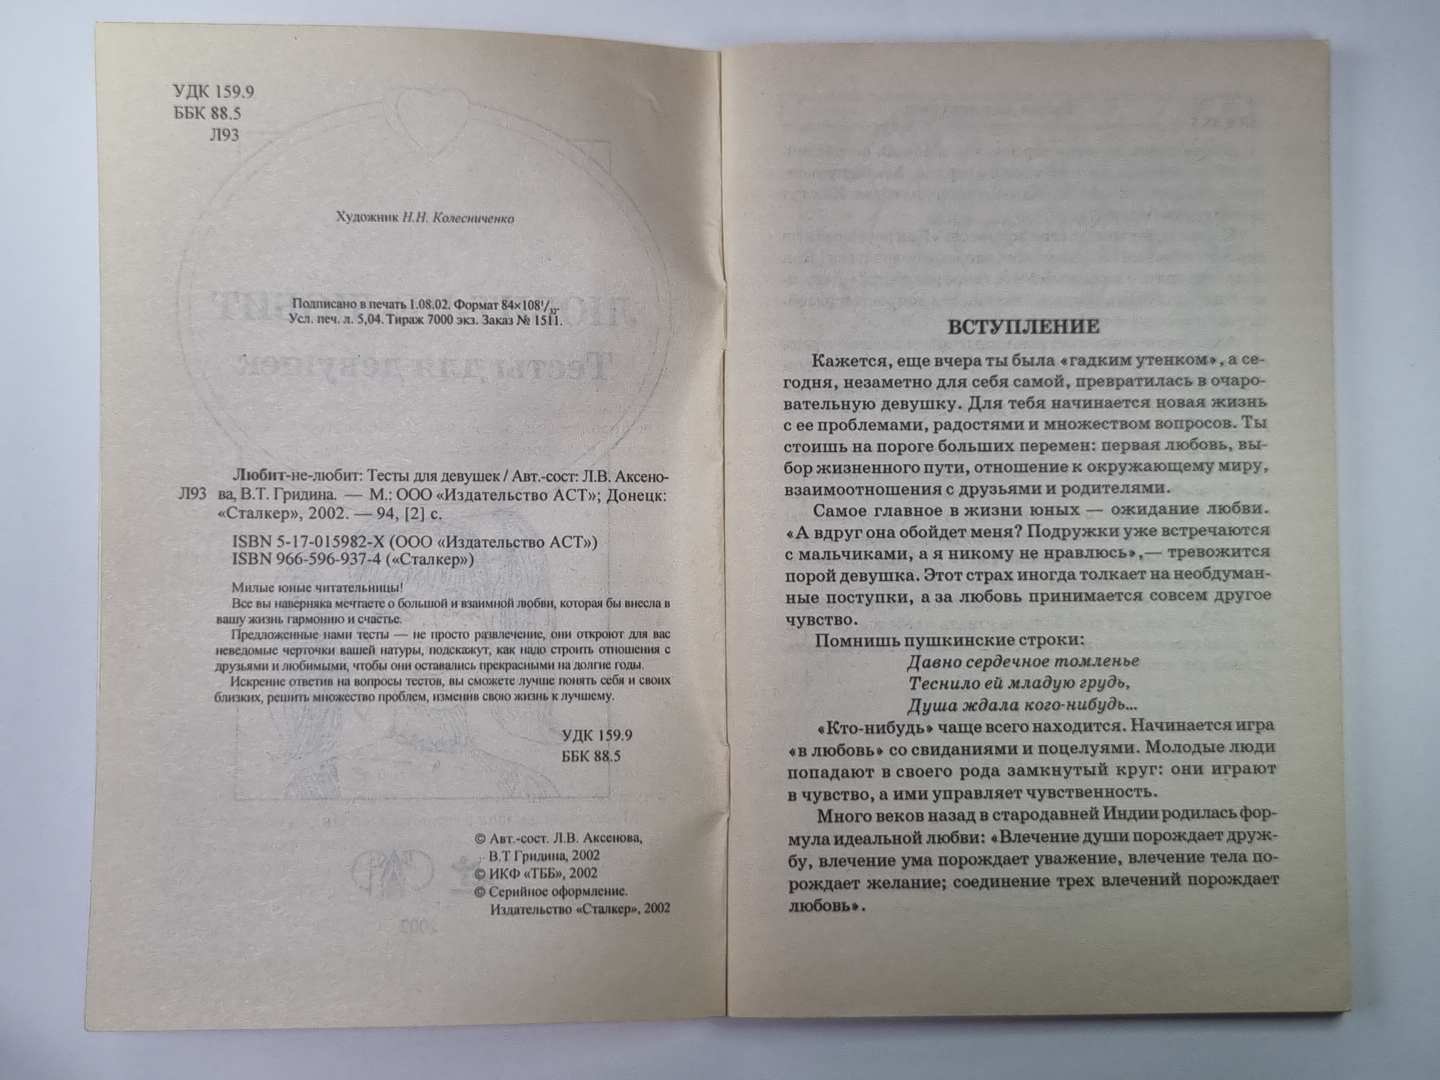 УДК 159.9
ББК 88.5
Л93
Художник Н.Н. Колесниченко
Подписано в печать 1.08.02. Формат 84×108¹/₃₂.
Усл. печ. л. 5,04. Тираж 7000 экз. Заказ № 1511.
Любит-не-любит: Тесты для девушек / Авт.-сост: Л.В. Аксено-
Л93 ва, В.Т. Гридина. — М.: ООО «Издательство АСТ»; Донецк:
«Сталкер», 2002. — 94, [2] с.
ISBN 5-17-015982-X (ООО «Издательство АСТ»)
ISBN 966-596-937-4 («Сталкер»)
Милые юные читательницы!
Все вы наверняка мечтаете о большой и взаимной любви, которая бы внесла в
вашу жизнь гармонию и счастье.
Предложенные нами тесты — не просто развлечение, они откроют для вас
неведомые черточки вашей натуры, подскажут, как надо строить отношения с
друзьями и любимыми, чтобы они оставались прекрасными на долгие годы.
Искренне ответив на вопросы тестов, вы сможете лучше понять себя и своих
близких, решить множество проблем, изменив свою жизнь к лучшему.
УДК 159.9
ББК 88.5
© Авт.-сост. Л.В. Аксенова,
В.Т Гридина, 2002
© ИКФ «ТББ», 2002
© Серийное оформление.
Издательство «Сталкер», 2002
ВСТУПЛЕНИЕ
Кажется, еще вчера ты была «гадким утенком», а се-
годня, незаметно для себя самой, превратилась в очаро-
вательную девушку. Для тебя начинается новая жизнь
с ее проблемами, радостями и множеством вопросов. Ты
стоишь на пороге больших перемен: первая любовь, вы-
бор жизненного пути, отношение к окружающему миру,
взаимоотношения с друзьями и родителями.
Самое главное в жизни юных — ожидание любви.
«А вдруг она обойдет меня? Подружки уже встречаются
с мальчиками, а я никому не нравлюсь»,— тревожится
порой девушка. Этот страх иногда толкает на необдуман-
ные поступки, а за любовь принимается совсем другое
чувство.
Помнишь пушкинские строки:
Давно сердечное томленье
Теснило ей младую грудь,
Душа ждала кого-нибудь...
«Кто-нибудь» чаще всего находится. Начинается игра
«в любовь» со свиданиями и поцелуями. Молодые люди
попадают в своего рода замкнутый круг: они играют
в чувство, а ими управляет чувственность.
Много веков назад в стародавней Индии родилась фор-
мула идеальной любви: «Влечение души порождает друж-
бу, влечение ума порождает уважение, влечение тела по-
рождает желание; соединение трех влечений порождает
любовь».